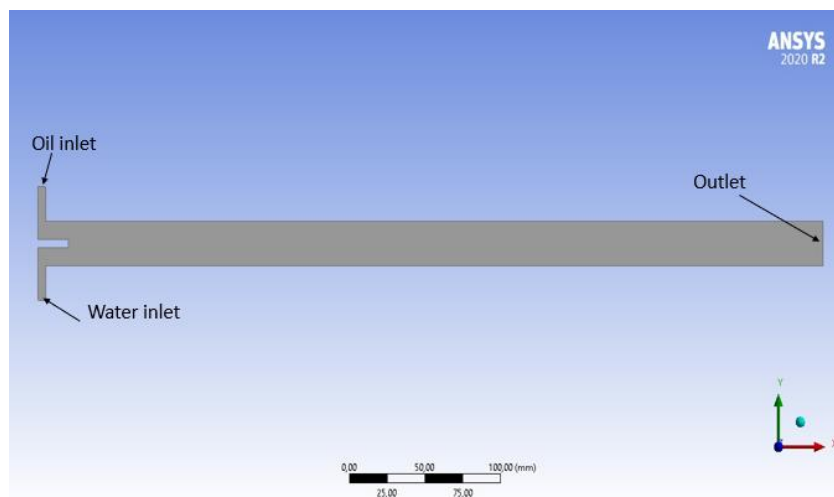 ANSYS
2020 R2
Oil inlet
Outlet
Water inlet
Y
X
0,00 50,00 100,00 (mm)
25,00 75,00